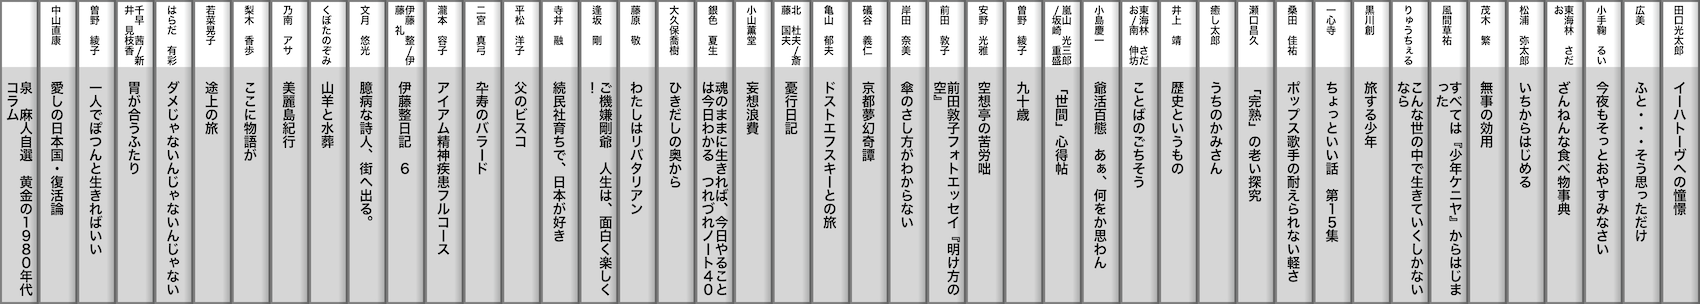 田口光太郎
イーハトーヴへの憧憬
広美
ふと・・・そう思っただけ
小手鞠 るい
今夜もそっとおやすみなさい
東海林 さだ
お
ざんねんな食べ物事典
松浦 弥太郎
いちからはじめる
茂木 繁
無事の効用
風間草祐
すべては『少年ケニヤ』からはじま
った
りゅうちぇる
こんな世の中で生きていくしかない
なら
黒川創
旅する少年
一心寺
ちょっといい話 第15集
桑田 佳祐
ポップス歌手の耐えられない軽さ
瀬口昌久
「完熟」の老い探究
癒し太郎
うちのかみさん
井上 靖
歴史というもの
東海林 さだ
お/南 伸坊
ことばのごちそう
小島慶一
爺活百態 あぁ、何をか思わん
嵐山 光三郎
/坂崎 重盛
「世間」心得帖
曽野 綾子
九十歳
安野 光雅
空想亭の苦労咄
前田 敦子
前田敦子フォトエッセイ『明け方の
空』
岸田 奈美
傘のさし方がわからない
礒谷 義仁
京都夢幻奇譚
亀山 郁夫
ドストエフスキーとの旅
北 杜夫/斎
藤 国夫
憂行日記
小山薫堂
妄想浪費
銀色 夏生
魂のままに生きれば、今日やること
は今日わかる つれづれノート40
大久保喬樹
ひきだしの奥から
藤原 敬
わたしはリバタリアン
逢坂 剛
ご機嫌剛爺 人生は、面白く楽しく
!
寺井 融
続民社育ちで、日本が好き
平松 洋子
父のビスコ
二宮 真弓
卆寿のバラード
瀧本 容子
アイアム精神疾患フルコース
伊藤 整/伊
藤 礼
伊藤整日記 6
文月 悠光
臆病な詩人、街へ出る。
くぼたのぞみ
山羊と水葬
乃南 アサ
美麗島紀行
梨木 香歩
ここに物語が
若菜晃子
途上の旅
はらだ 有彩
ダメじゃないんじゃないんじゃない
千早 茜/新
井 見枝香
胃が合うふたり
曽野 綾子
一人でぽつんと生きればいい
中山直康
愛しの日本国・復活論
泉 麻人自選 黄金の1980年代
コラム